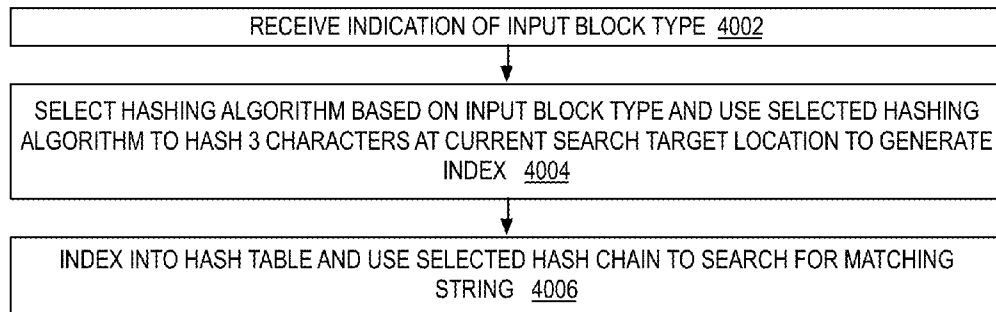 RECEIVE INDICATION OF INPUT BLOCK TYPE 4002
SELECT HASHING ALGORITHM BASED ON INPUT BLOCK TYPE AND USE SELECTED HASHING
ALGORITHM TO HASH 3 CHARACTERS AT CURRENT SEARCH TARGET LOCATION TO GENERATE
INDEX 4004
INDEX INTO HASH TABLE AND USE SELECTED HASH CHAIN TO SEARCH FOR MATCHING
STRING 4006